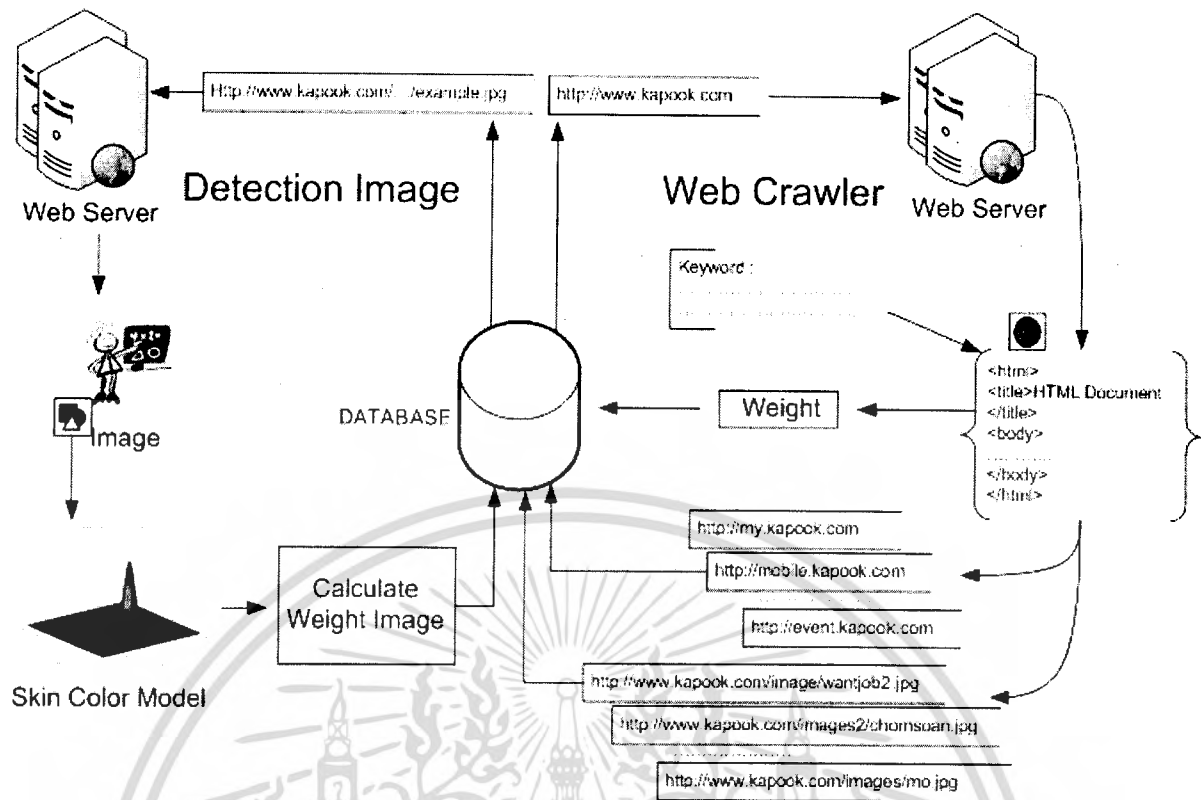 Http://www.kapook.com/.../example.jpg
http://www.kapook.com
Web Server
Detection Image
Web Crawler
Web Server
Keyword :
Image
DATABASE
Weight
<html>
<title>HTML Document
</title>
<body>
</body>
</html>
http://my.kapook.com
http://mobile.kapook.com
http://event.kapook.com
Calculate
Weight Image
Skin Color Model
http://www.kapook.com/image/wantjob2.jpg
http://www.kapook.com/images2/chomsoan.jpg
http://www.kapook.com/images/mo.jpg